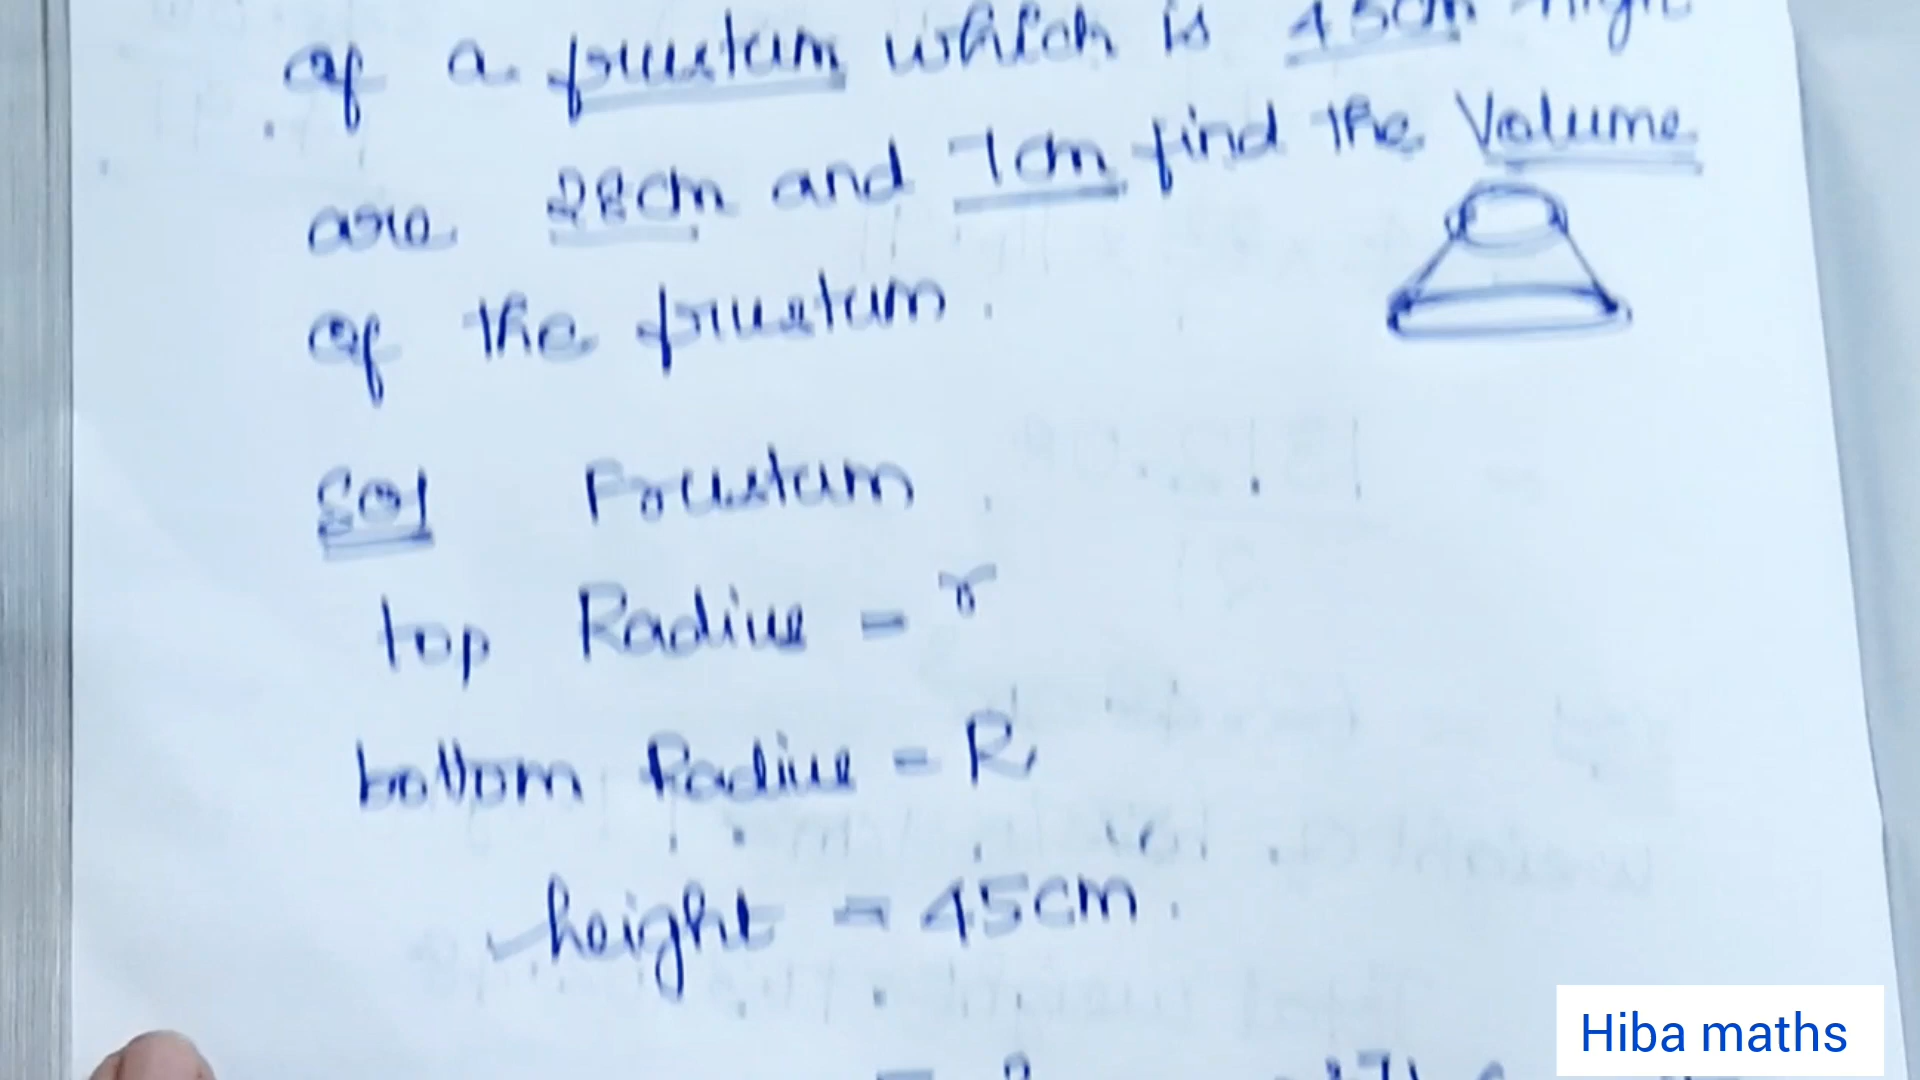 of a frustum which is 45cm high
are 28cm and 7cm find the Volume
of the frustum.
Sol Frustum
top Radius = r
bottom Radius = R
height = 45cm.
Hiba maths